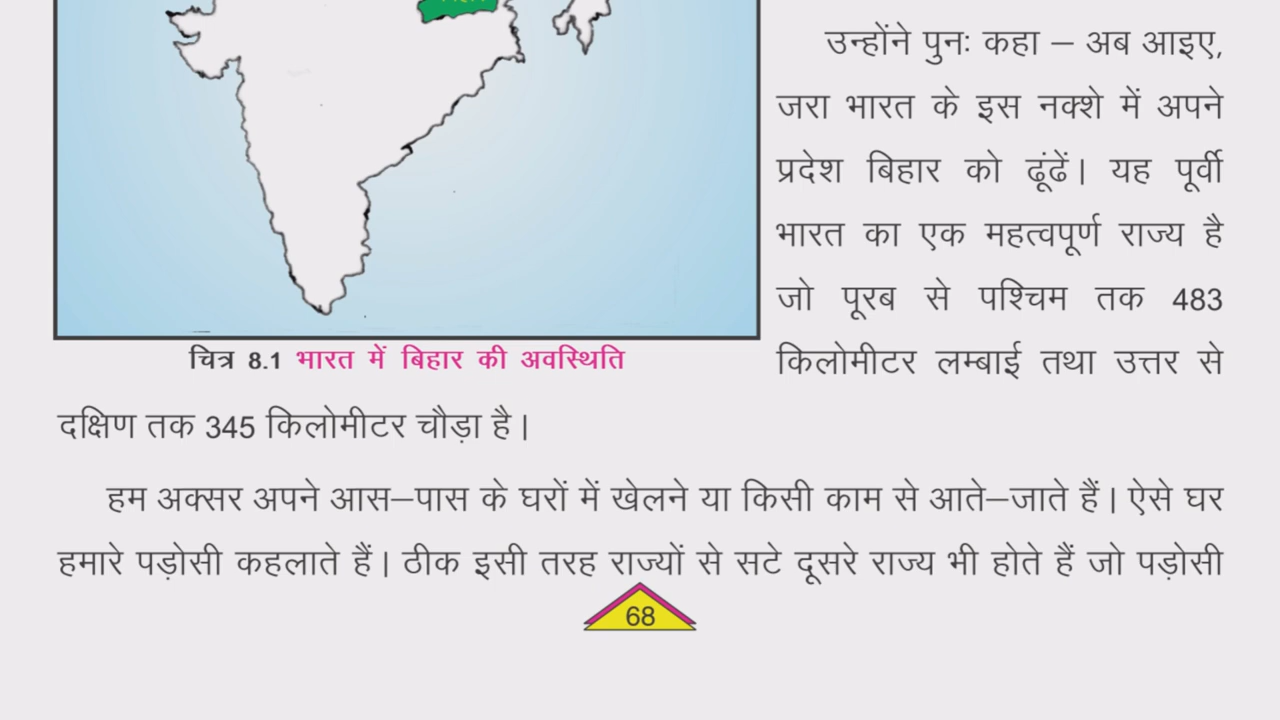 उन्होंने पुनः कहा – अब आइए,
जरा भारत के इस नक्शे में अपने
प्रदेश बिहार को ढूंढें। यह पूर्वी
भारत का एक महत्वपूर्ण राज्य है
जो पूरब से पश्चिम तक 483
किलोमीटर लम्बाई तथा उत्तर से
चित्र 8.1 भारत में बिहार की अवस्थिति
दक्षिण तक 345 किलोमीटर चौड़ा है।
हम अक्सर अपने आस–पास के घरों में खेलने या किसी काम से आते–जाते हैं। ऐसे घर
हमारे पड़ोसी कहलाते हैं। ठीक इसी तरह राज्यों से सटे दूसरे राज्य भी होते हैं जो पड़ोसी
68